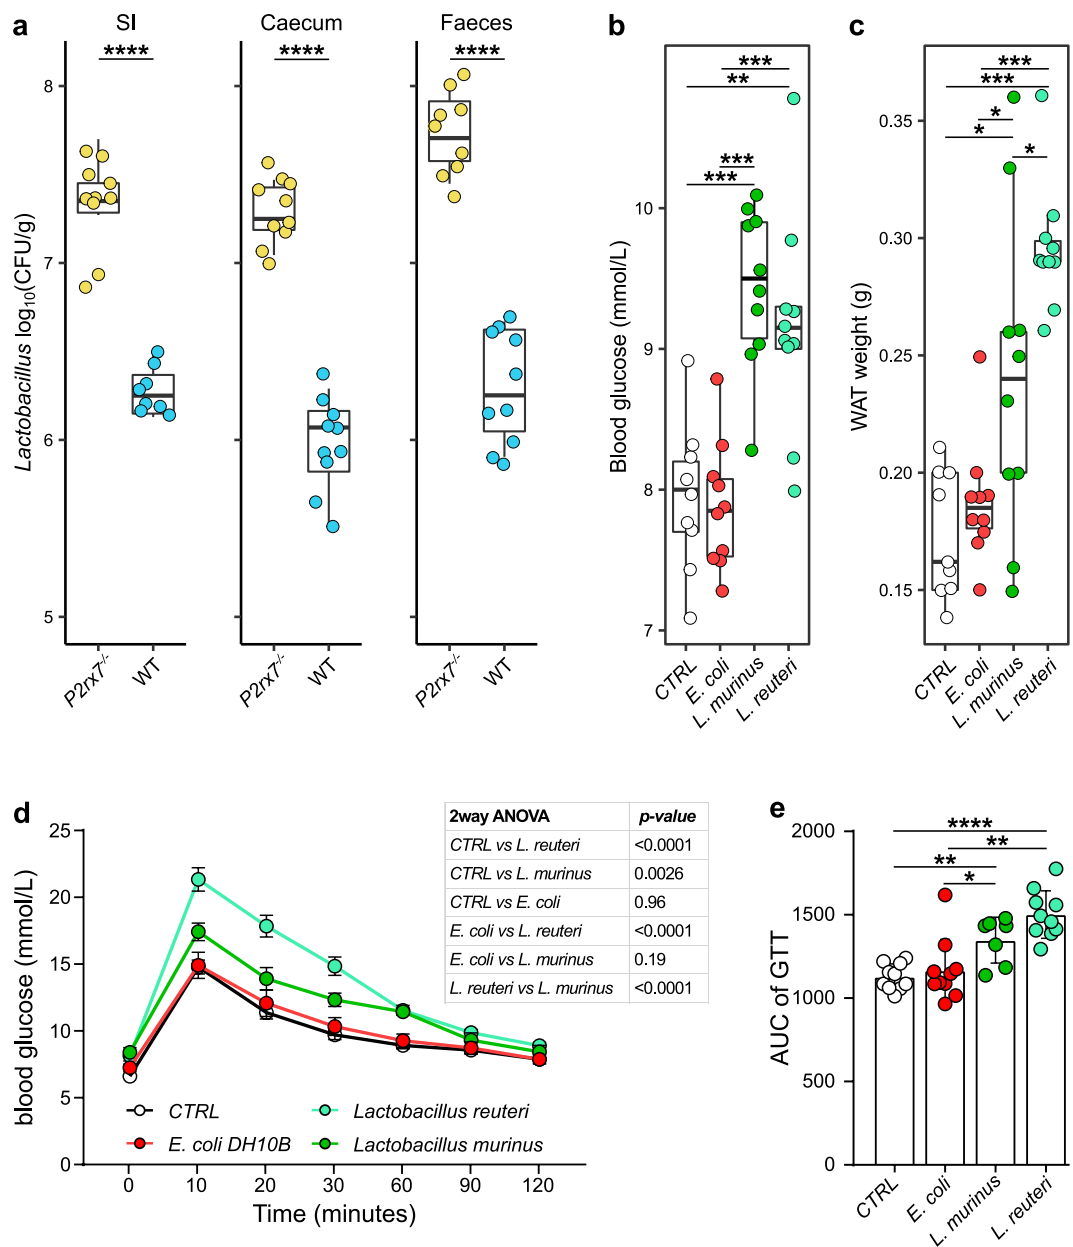 a
SI
Caecum
Faeces
****
****
****
Lactobacillus log10(CFU/g)
8
7
6
5
P2rx7-/-
WT
P2rx7-/-
WT
P2rx7-/-
WT
b
***
**
***
***
Blood glucose (mmol/L)
10
9
8
7
CTRL
E. coli
L. murinus
L. reuteri
c
***
***
*
*
*
WAT weight (g)
0.35
0.30
0.25
0.20
0.15
CTRL
E. coli
L. murinus
L. reuteri
d
blood glucose (mmol/L)
25
20
15
10
5
0
0
10
20
30
60
90
120
Time (minutes)
2way ANOVA p-value
CTRL vs L. reuteri <0.0001
CTRL vs L. murinus 0.0026
CTRL vs E. coli 0.96
E. coli vs L. reuteri <0.0001
E. coli vs L. murinus 0.19
L. reuteri vs L. murinus <0.0001
CTRL
Lactobacillus reuteri
E. coli DH10B
Lactobacillus murinus
e
****
**
**
*
AUC of GTT
2000
1500
1000
500
0
CTRL
E. coli
L. murinus
L. reuteri